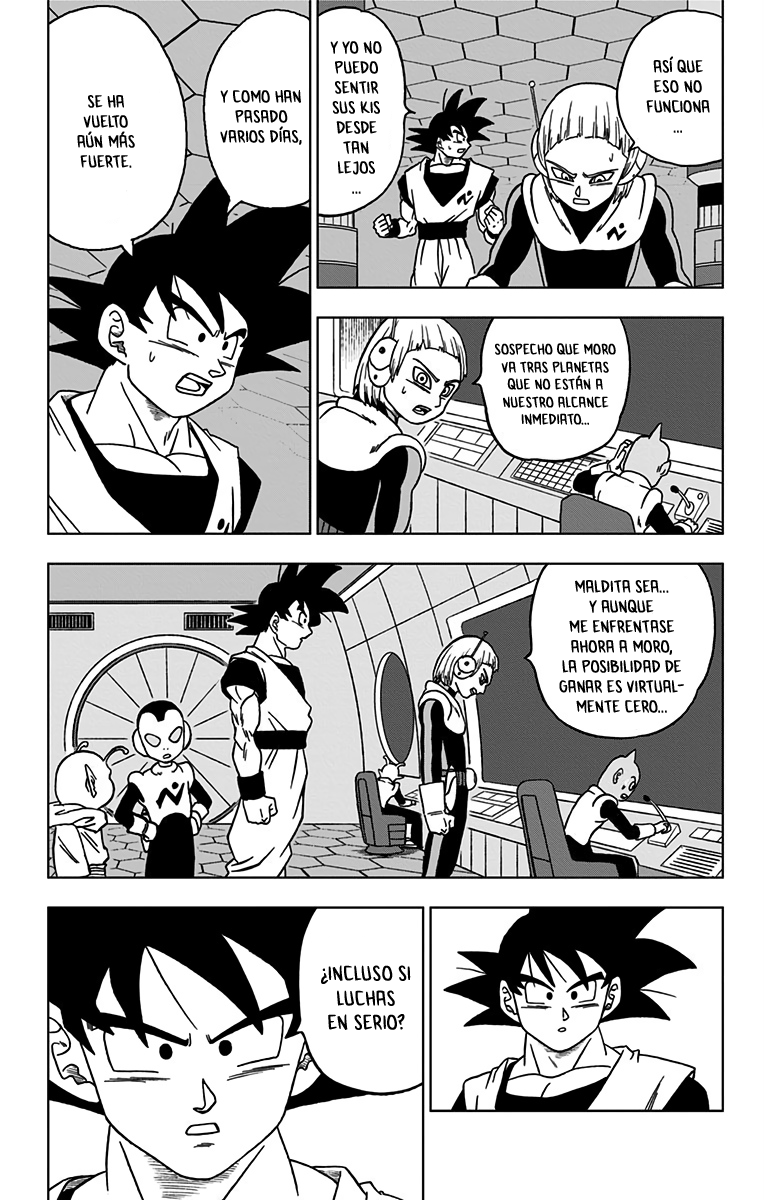 ASÍ QUE
ESO NO
FUNCIONA
...
Y YO NO
PUEDO
SENTIR
SUS KIS
DESDE
TAN
LEJOS
...
Y COMO HAN
PASADO
VARIOS DÍAS,
SE HA
VUELTO
AÚN MÁS
FUERTE.
SOSPECHO QUE MORO
VA TRAS PLANETAS
QUE NO ESTÁN A
NUESTRO ALCANCE
INMEDIATO...
MALDITA SEA...
Y AUNQUE
ME ENFRENTASE
AHORA A MORO,
LA POSIBILIDAD DE
GANAR ES VIRTUAL-
MENTE CERO...
¿INCLUSO SI
LUCHAS
EN SERIO?